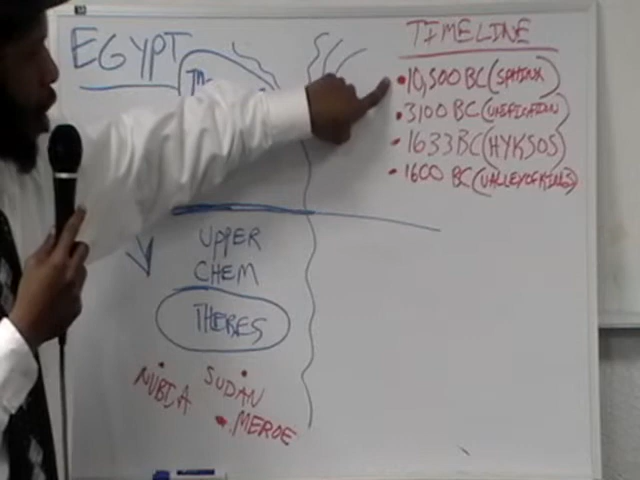 EGYPT
TIMELINE
10,500 BC (SPHINX)
3100 BC (UNIFICATION)
1633 BC (HYKSOS)
1600 BC (VALLEY OF KINGS)
UPPER
CHEM
THEBES
NUBIA
SUDAN
MEROE